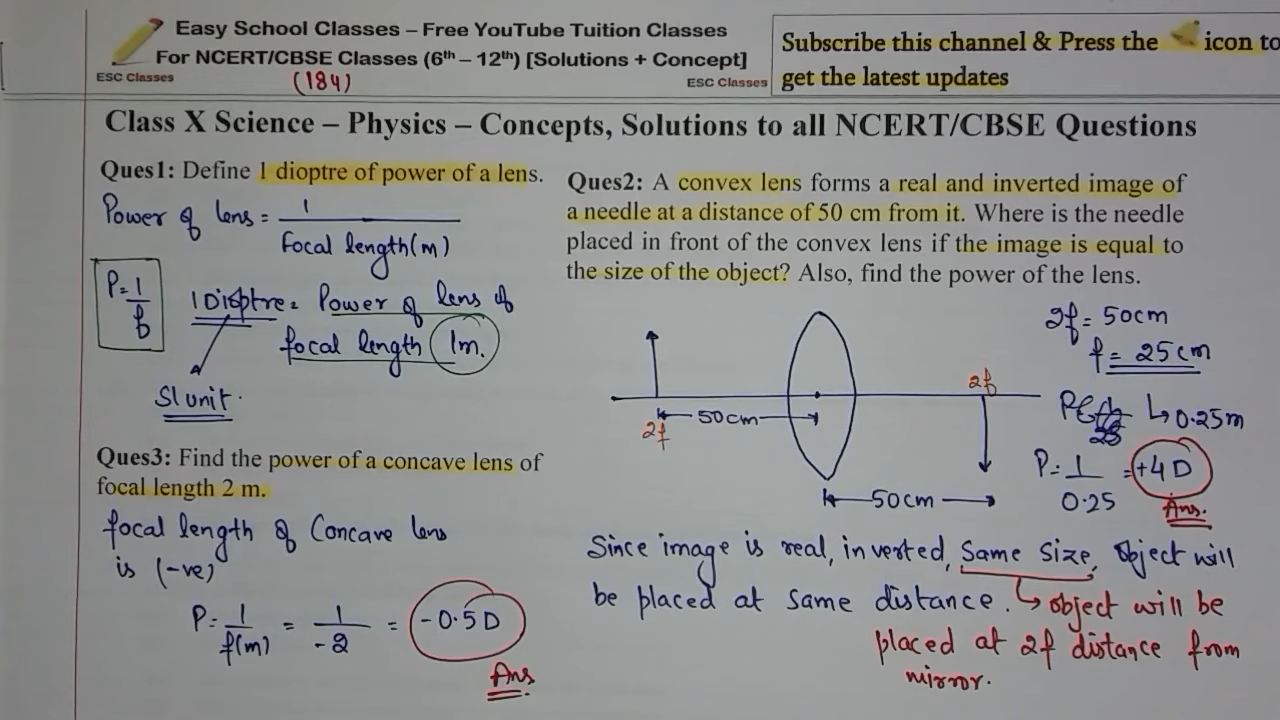 Easy School Classes – Free YouTube Tuition Classes
For NCERT/CBSE Classes (6th – 12th) [Solutions + Concept]
ESC Classes
(184)
ESC Classes
Subscribe this channel & Press the icon to
get the latest updates
Class X Science – Physics – Concepts, Solutions to all NCERT/CBSE Questions
Ques1: Define 1 dioptre of power of a lens.
Power of lens = 1
Focal length(m)
P=1
f
1 Dioptre = Power of lens of
focal length 1m.
SI unit.
Ques3: Find the power of a concave lens of
focal length 2 m.
focal length of Concave lens
is (-ve)
P = 1 = 1 = -0.5D
f(m) -2
Ans
Ques2: A convex lens forms a real and inverted image of
a needle at a distance of 50 cm from it. Where is the needle
placed in front of the convex lens if the image is equal to
the size of the object? Also, find the power of the lens.
2f = 50cm
f = 25cm
0.25m
2f
50cm
2f
50cm
P = 1 = +4D
0.25
Ans.
Since image is real, inverted, Same Size, Object will
be placed at same distance. object will be
placed at 2f distance from
mirror.